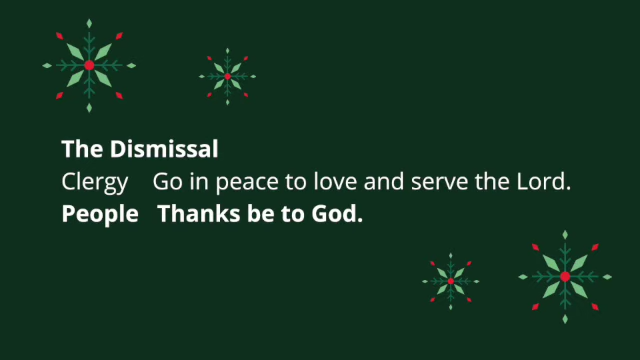 The Dismissal
Clergy Go in peace to love and serve the Lord.
People Thanks be to God.